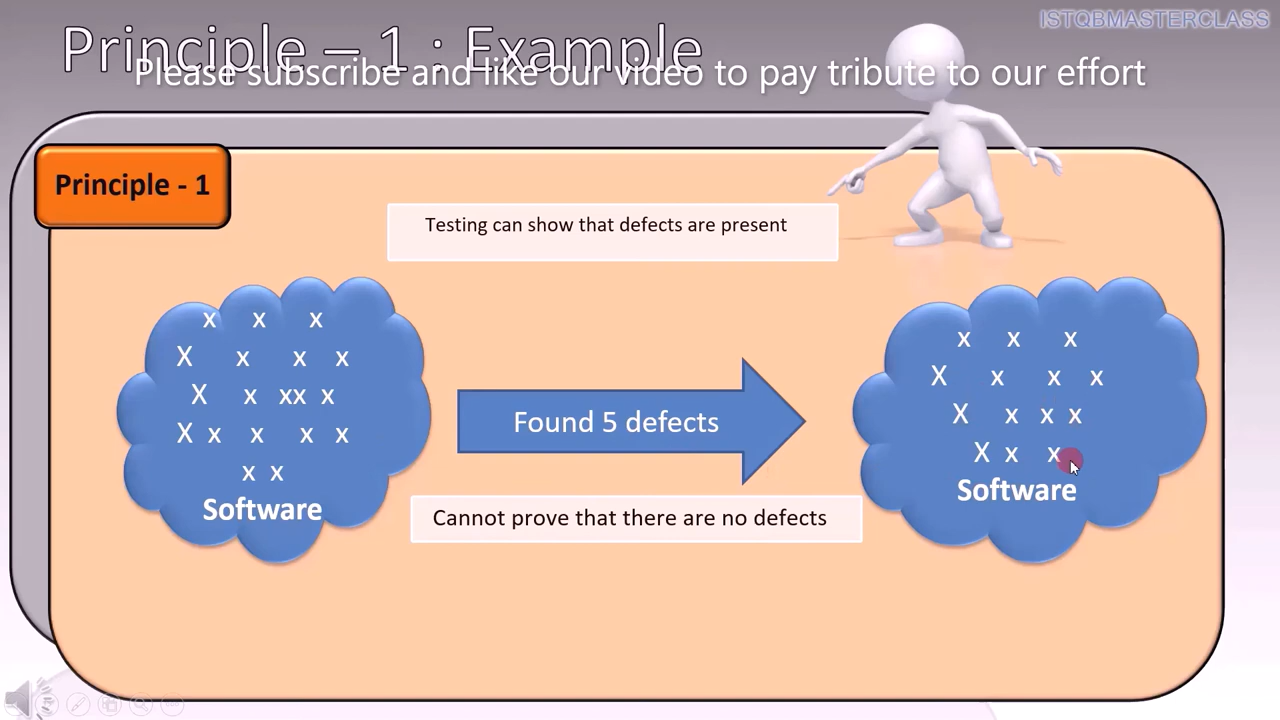 ISTQBMASTERCLASS
Principle – 1 : Example
Please subscribe and like our video to pay tribute to our effort
Principle - 1
Testing can show that defects are present
x x x
X x x x
X x xx x
X x x x x
x x
Software
Found 5 defects
Cannot prove that there are no defects
x x x
X x x x
X x x x
X x x
Software